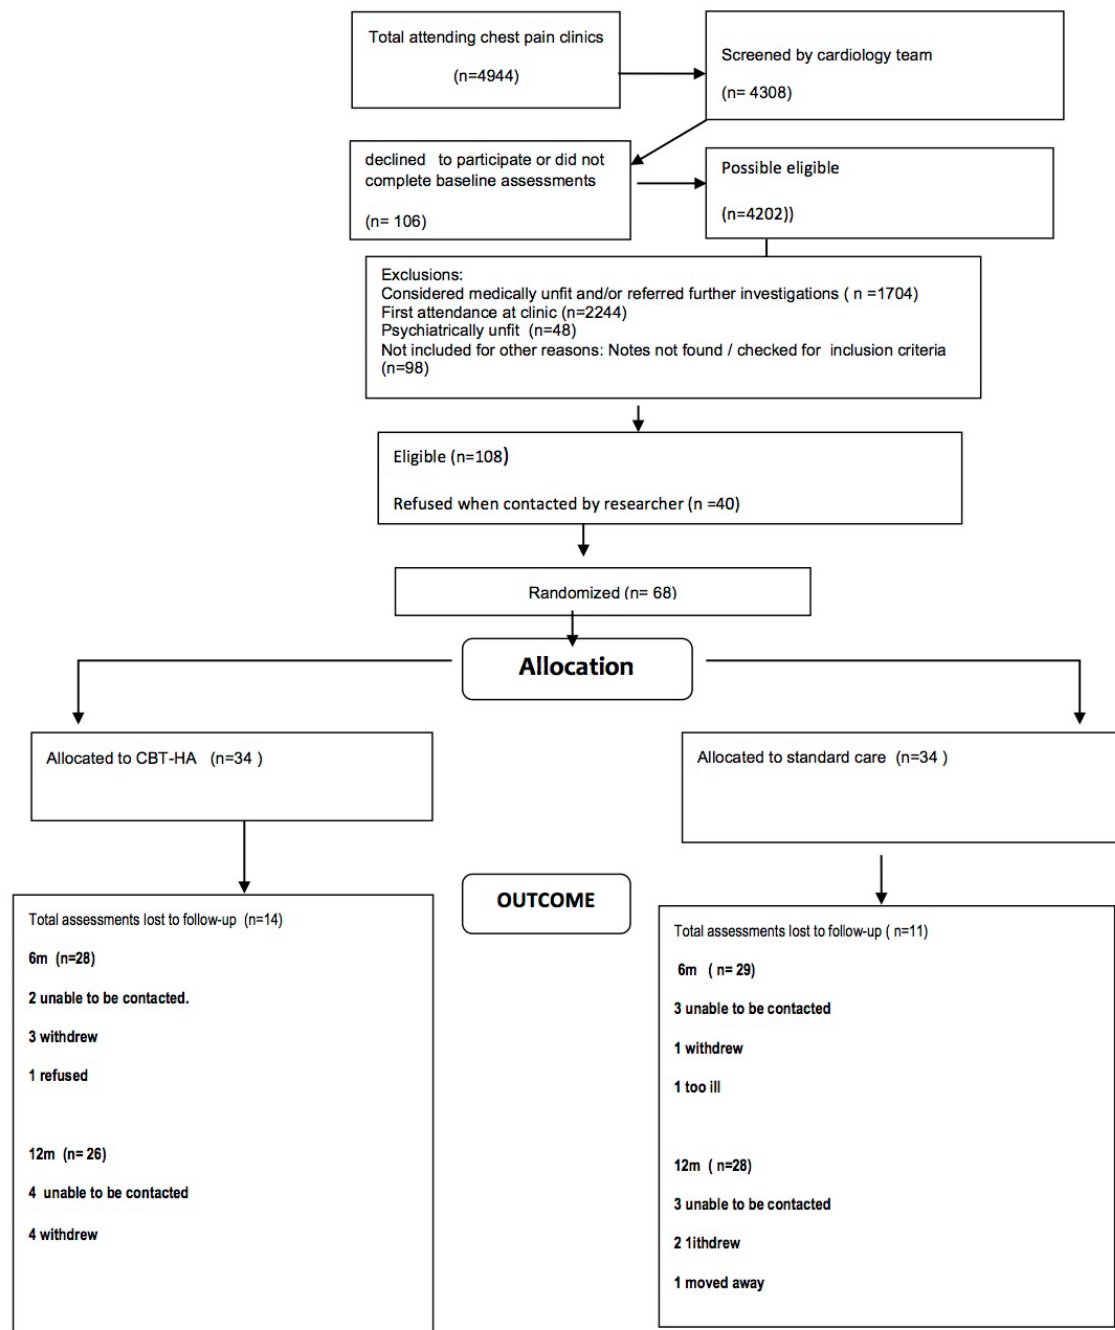 Total attending chest pain clinics
(n=4944)
Screened by cardiology team
(n= 4308)
declined to participate or did not
complete baseline assessments
(n= 106)
Possible eligible
(n=4202))
Exclusions:
Considered medically unfit and/or referred further investigations ( n =1704)
First attendance at clinic (n=2244)
Psychiatrically unfit (n=48)
Not included for other reasons: Notes not found / checked for inclusion criteria
(n=98)
Eligible (n=108)
Refused when contacted by researcher (n =40)
Randomized (n= 68)
Allocation
Allocated to CBT-HA (n=34 )
Allocated to standard care (n=34 )
OUTCOME
Total assessments lost to follow-up (n=14)
6m (n=28)
2 unable to be contacted.
3 withdrew
1 refused
12m (n= 26)
4 unable to be contacted
4 withdrew
Total assessments lost to follow-up ( n=11)
6m ( n= 29)
3 unable to be contacted
1 withdrew
1 too ill
12m ( n=28)
3 unable to be contacted
2 1ithdrew
1 moved away